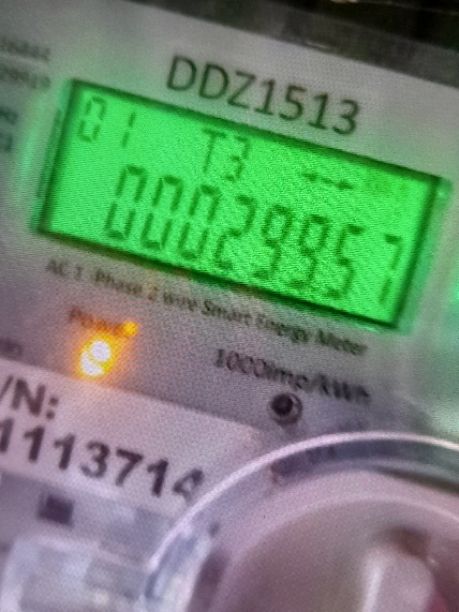 DDZ1513
01 T3
00029957
AC 1 Phase 2 wire Smart Energy Meter
Power
1000imp/kWh
/N:
1113714